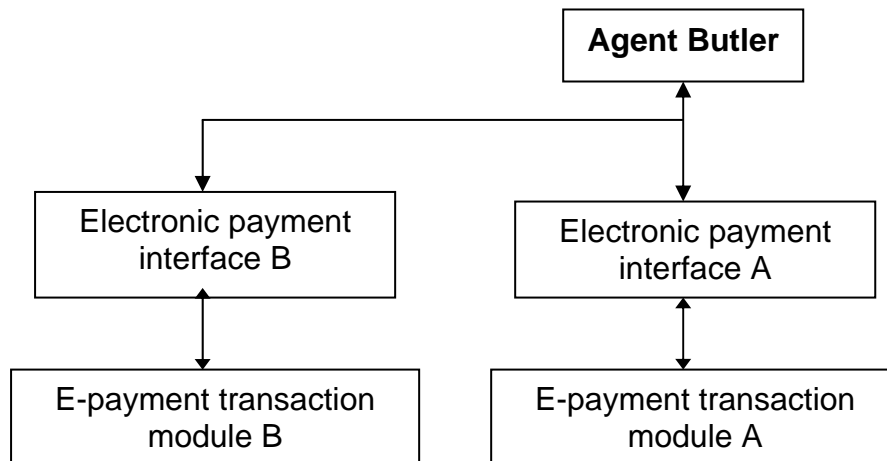 Agent Butler
Electronic payment
interface B
Electronic payment
interface A
E-payment transaction
module B
E-payment transaction
module A